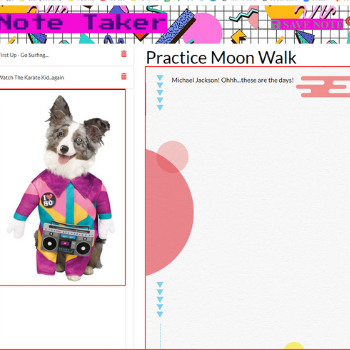 Note Taker
SAVE NOTE
First Up - Go Surfing...
Watch The Karate Kid..again
Practice Moon Walk
Michael Jackson! Ohhh...these are the days!
I ♥
80'